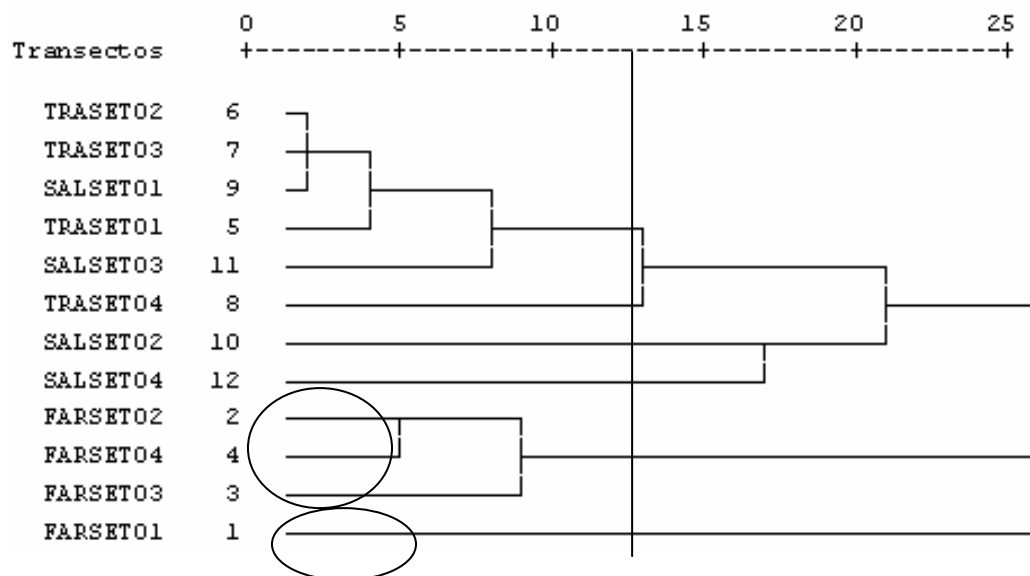 0 5 10 15 20 25
Transectos +---------+---------+---------+---------+---------+
TRASET02 6
TRASET03 7
SALSET01 9
TRASET01 5
SALSET03 11
TRASET04 8
SALSET02 10
SALSET04 12
FARSET02 2
FARSET04 4
FARSET03 3
FARSET01 1